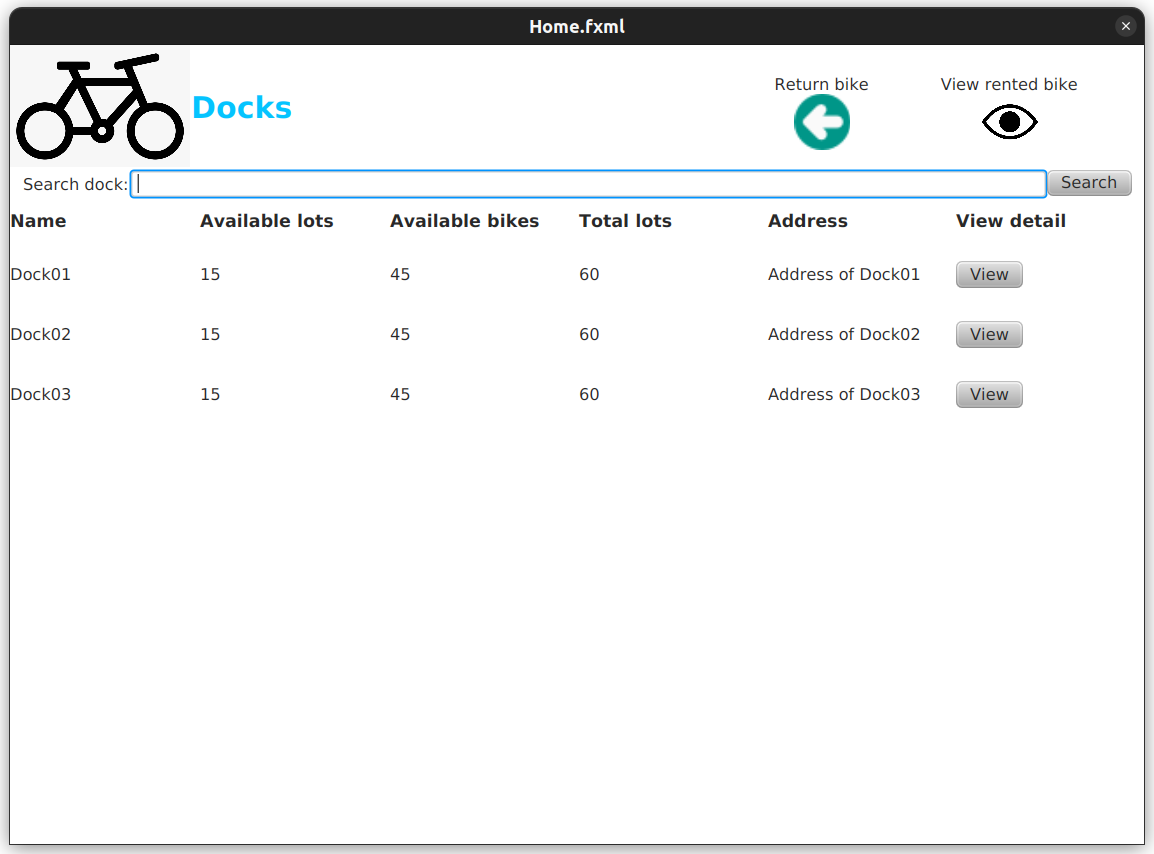 Home.fxml
Return bike View rented bike
Docks
Search dock: Search
Name Available lots Available bikes Total lots Address View detail
Dock01 15 45 60 Address of Dock01 View
Dock02 15 45 60 Address of Dock02 View
Dock03 15 45 60 Address of Dock03 View